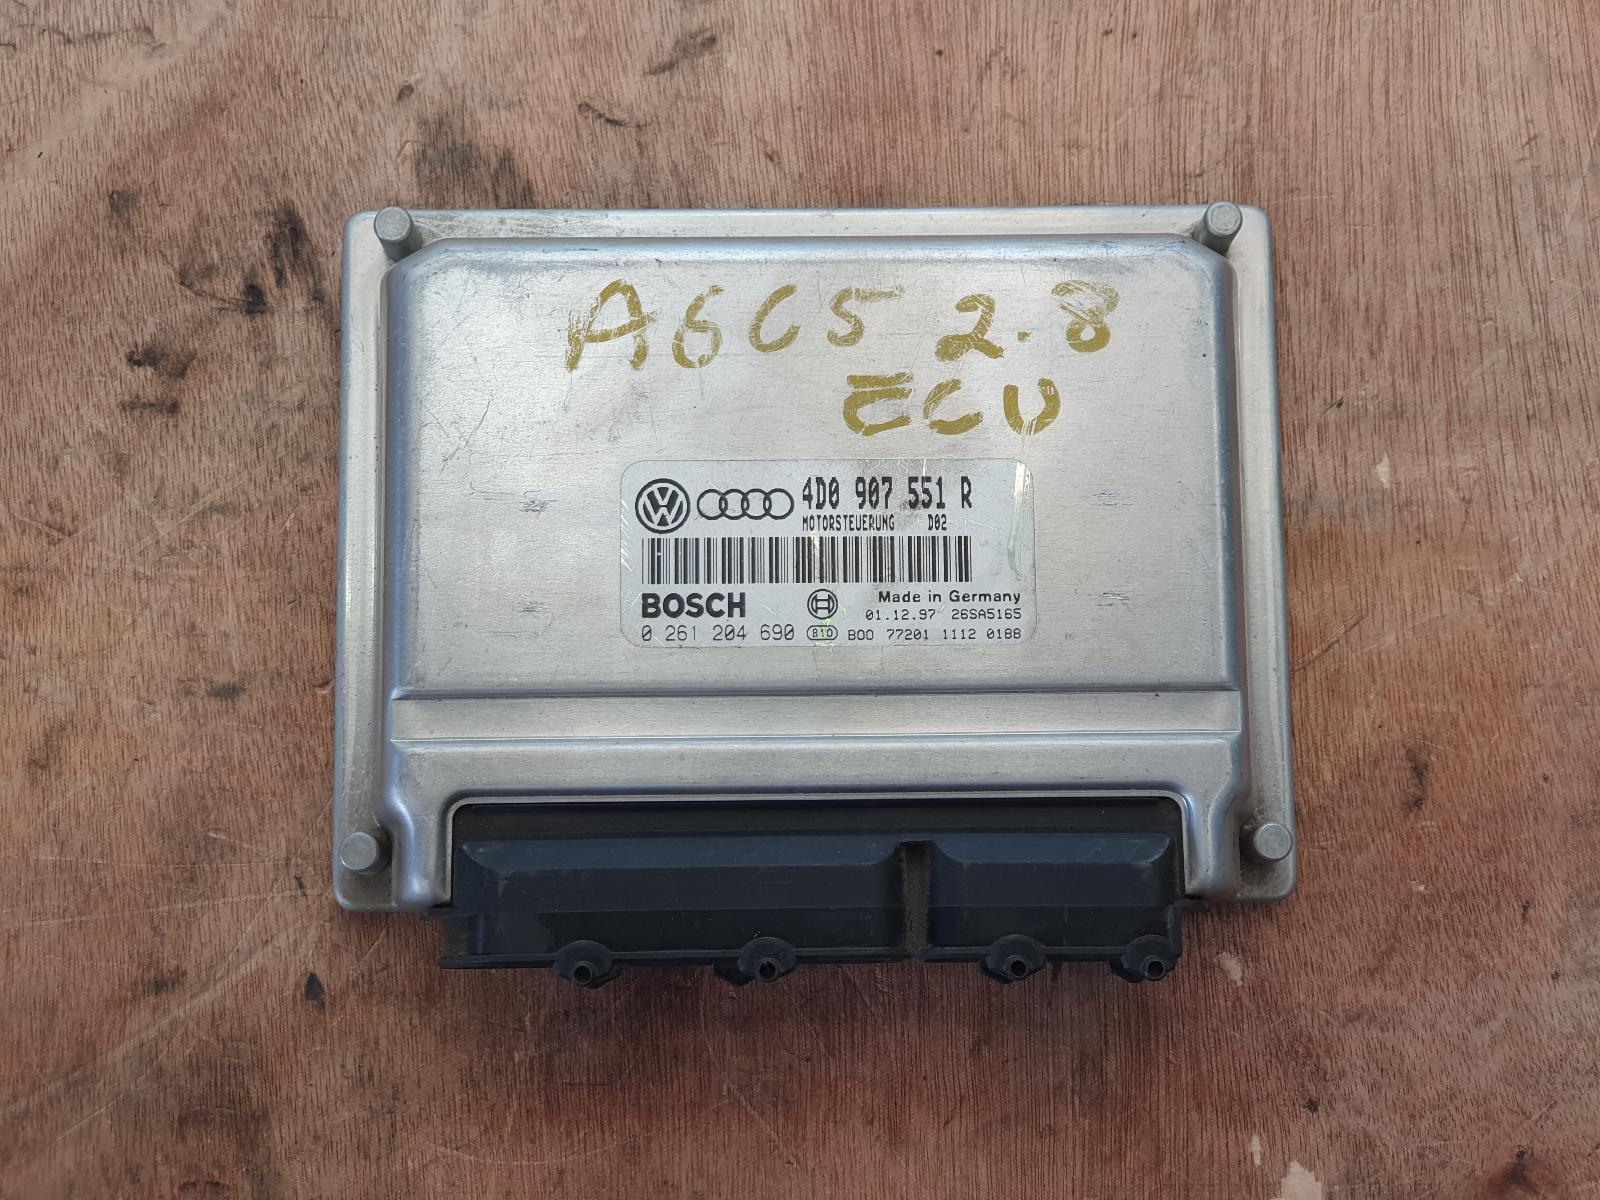 A6C5 2.8
ECU
4D0 907 551 R
MOTORSTEUERUNG D02
BOSCH
Made in Germany
01.12.97 26SA5165
0 261 204 690 B10 B00 77201 1112 0188